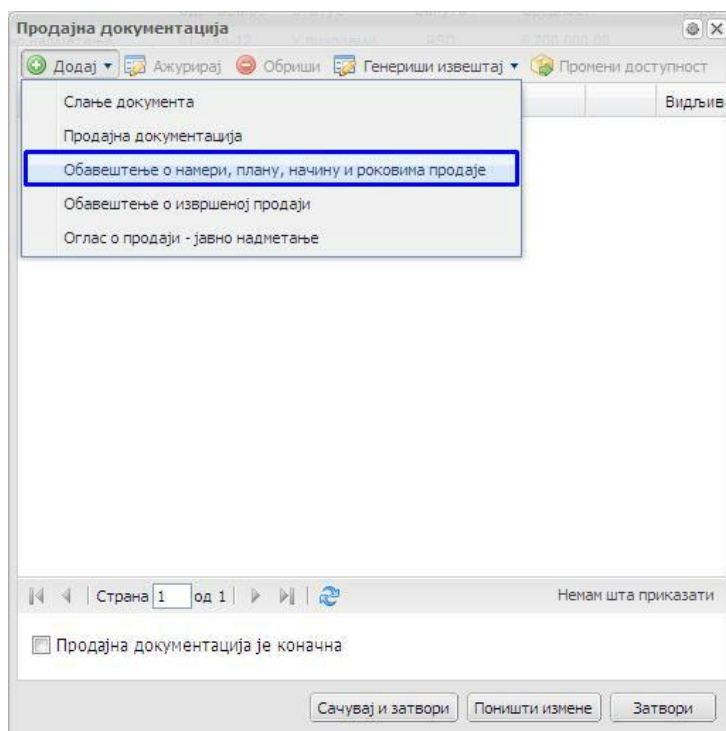 Продајна документација
Додај Ажурирај Обриши Генериши извештај Промени доступност
Видљив
Слање документа
Продајна документација
Обавештење о намери, плану, начину и роковима продаје
Обавештење о извршеној продаји
Оглас о продаји - јавно надметање
Страна 1 од 1 Немам шта приказати
Продајна документација је коначна
Сачувај и затвори Поништи измене Затвори